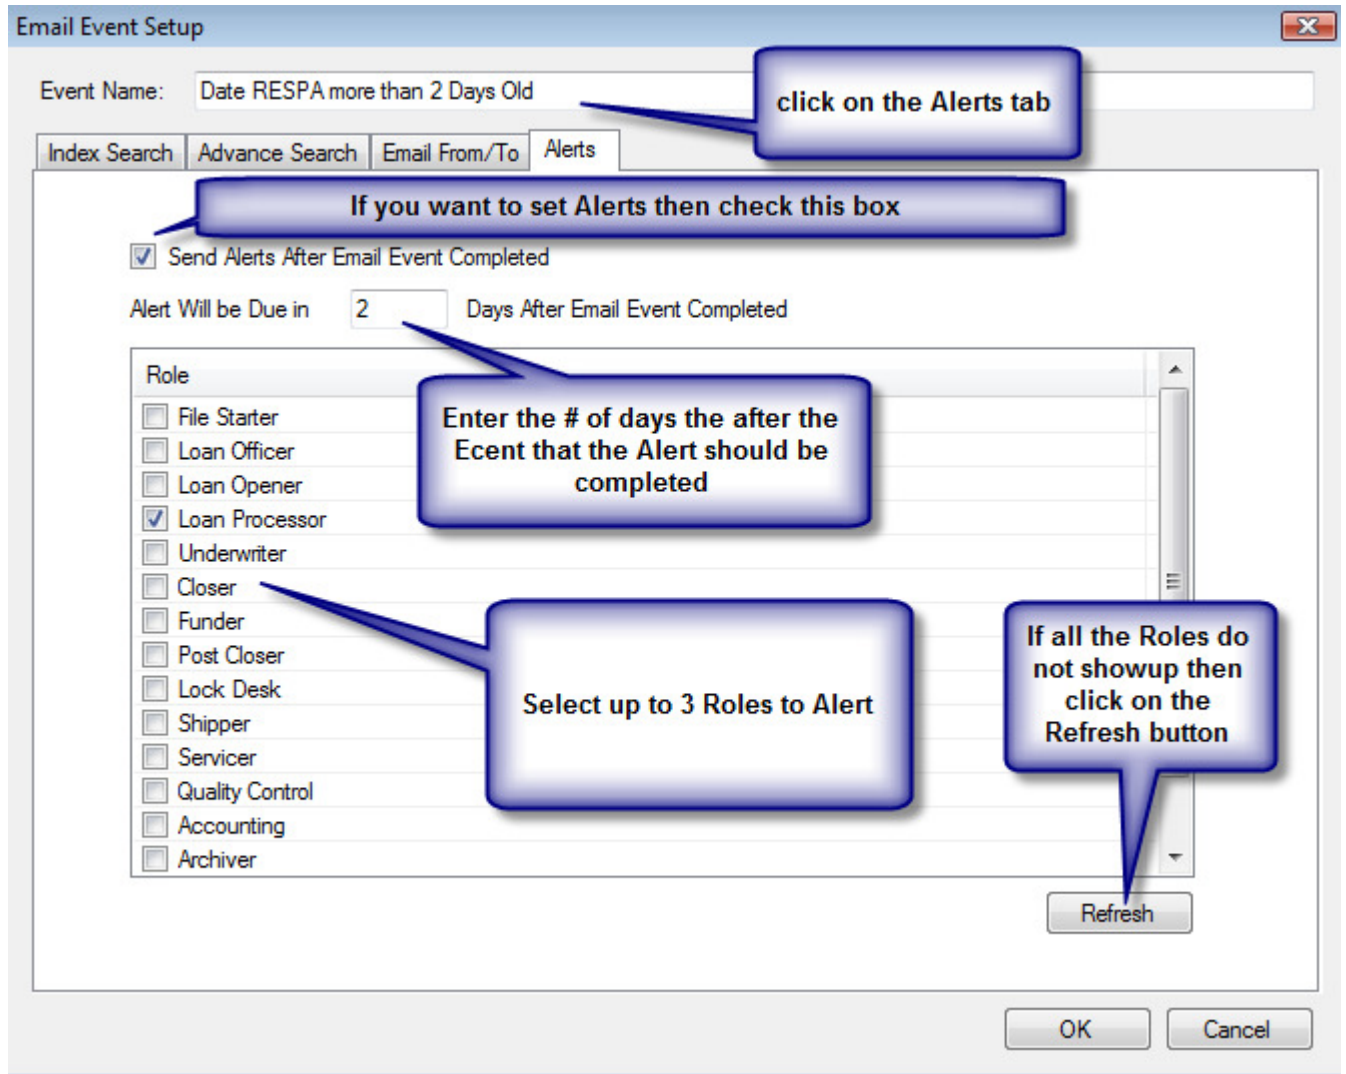 Email Event Setup
Event Name:
Date RESPA more than 2 Days Old
click on the Alerts tab
Index Search
Advance Search
Email From/To
Alerts
If you want to set Alerts then check this box
Send Alerts After Email Event Completed
Alert Will be Due in
2
Days After Email Event Completed
Role
File Starter
Loan Officer
Loan Opener
Loan Processor
Underwriter
Closer
Funder
Post Closer
Lock Desk
Shipper
Servicer
Quality Control
Accounting
Archiver
Enter the # of days the after the
Ecent that the Alert should be
completed
Select up to 3 Roles to Alert
If all the Roles do
not showup then
click on the
Refresh button
Refresh
OK
Cancel